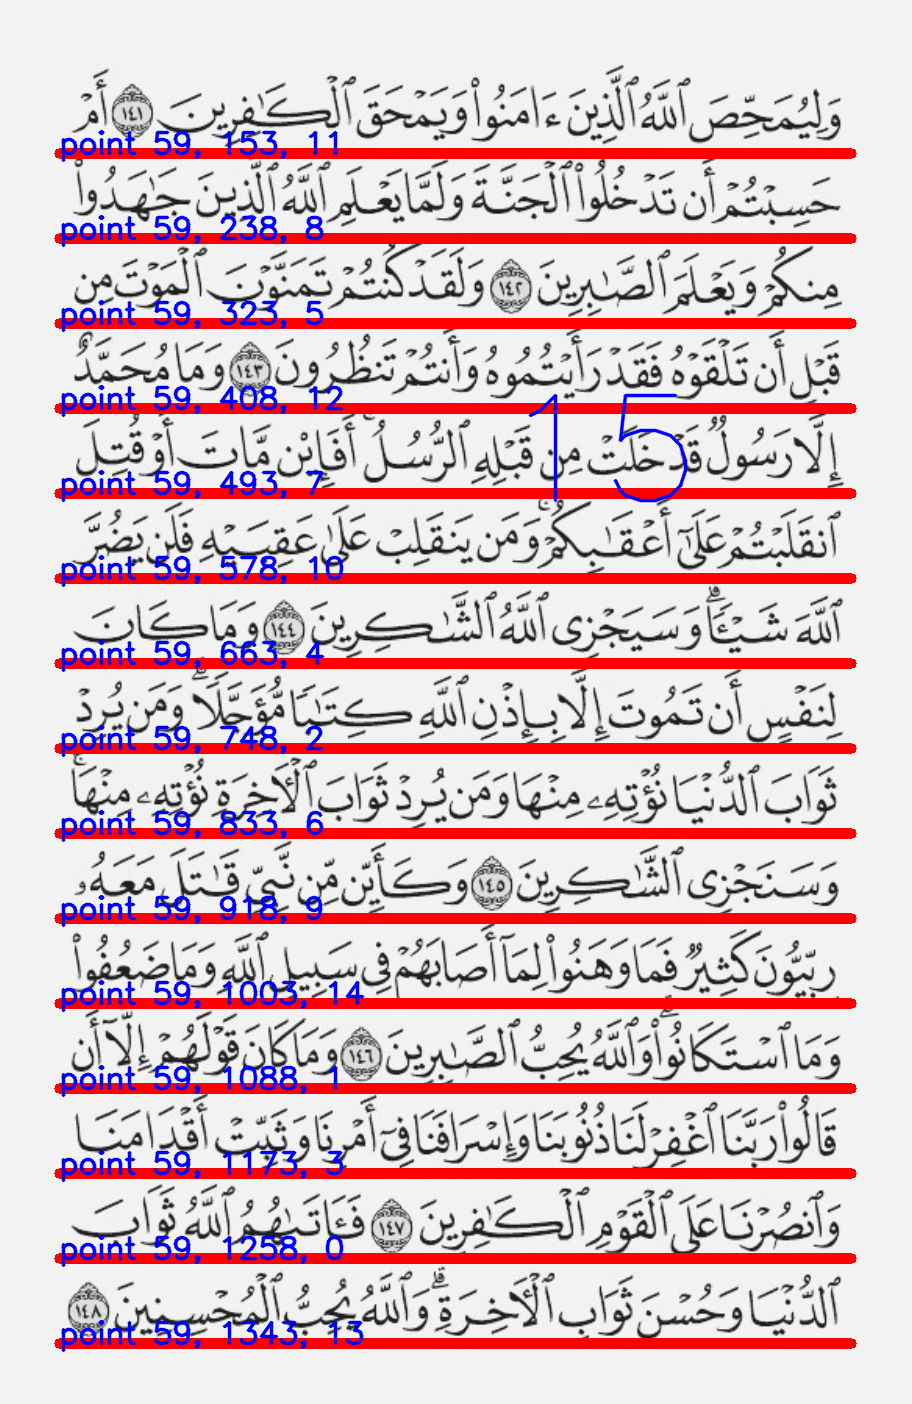 وَلِيُمَحِّصَ ٱللَّهُ ٱلَّذِينَ ءَامَنُوا۟ وَيَمْحَقَ ٱلْكَـٰفِرِينَ ١٤١ أَمْ
point 59, 153, 11
حَسِبْتُمْ أَن تَدْخُلُوا۟ ٱلْجَنَّةَ وَلَمَّا يَعْلَمِ ٱللَّهُ ٱلَّذِينَ جَـٰهَدُوا۟
point 59, 238, 8
مِنكُمْ وَيَعْلَمَ ٱلصَّـٰبِرِينَ ١٤٢ وَلَقَدْ كُنتُمْ تَمَنَّوْنَ ٱلْمَوْتَ مِن
point 59, 323, 5
قَبْلِ أَن تَلْقَوْهُ فَقَدْ رَأَيْتُمُوهُ وَأَنتُمْ تَنظُرُونَ ١٤٣ وَمَا مُحَمَّدٌ
point 59, 408, 12
15
إِلَّا رَسُولٌ قَدْ خَلَتْ مِن قَبْلِهِ ٱلرُّسُلُ ۚ أَفَإِي۟ن مَّاتَ أَوْ قُتِلَ
point 59, 493, 7
ٱنقَلَبْتُمْ عَلَىٰٓ أَعْقَـٰبِكُمْ ۚ وَمَن يَنقَلِبْ عَلَىٰ عَقِبَيْهِ فَلَن يَضُرَّ
point 59, 578, 10
ٱللَّهَ شَيْـًٔا ۗ وَسَيَجْزِى ٱللَّهُ ٱلشَّـٰكِرِينَ ١٤٤ وَمَا كَانَ
point 59, 663, 4
لِنَفْسٍ أَن تَمُوتَ إِلَّا بِإِذْنِ ٱللَّهِ كِتَـٰبًا مُّؤَجَّلًا ۗ وَمَن يُرِدْ
point 59, 748, 2
ثَوَابَ ٱلدُّنْيَا نُؤْتِهِۦ مِنْهَا وَمَن يُرِدْ ثَوَابَ ٱلْـَٔاخِرَةِ نُؤْتِهِۦ مِنْهَا ۚ
point 59, 833, 6
وَسَنَجْزِى ٱلشَّـٰكِرِينَ ١٤٥ وَكَأَيِّن مِّن نَّبِىٍّ قَـٰتَلَ مَعَهُۥ
point 59, 918, 9
رِبِّيُّونَ كَثِيرٌ فَمَا وَهَنُوا۟ لِمَآ أَصَابَهُمْ فِى سَبِيلِ ٱللَّهِ وَمَا ضَعُفُوا۟
point 59, 1003, 14
وَمَا ٱسْتَكَانُوا۟ ۗ وَٱللَّهُ يُحِبُّ ٱلصَّـٰبِرِينَ ١٤٦ وَمَا كَانَ قَوْلَهُمْ إِلَّآ أَن
point 59, 1088, 1
قَالُوا۟ رَبَّنَا ٱغْفِرْ لَنَا ذُنُوبَنَا وَإِسْرَافَنَا فِىٓ أَمْرِنَا وَثَبِّتْ أَقْدَامَنَا
point 59, 1173, 3
وَٱنصُرْنَا عَلَى ٱلْقَوْمِ ٱلْكَـٰفِرِينَ ١٤٧ فَـَٔاتَىٰهُمُ ٱللَّهُ ثَوَابَ
point 59, 1258, 0
ٱلدُّنْيَا وَحُسْنَ ثَوَابِ ٱلْـَٔاخِرَةِ ۗ وَٱللَّهُ يُحِبُّ ٱلْمُحْسِنِينَ ١٤٨
point 59, 1343, 13